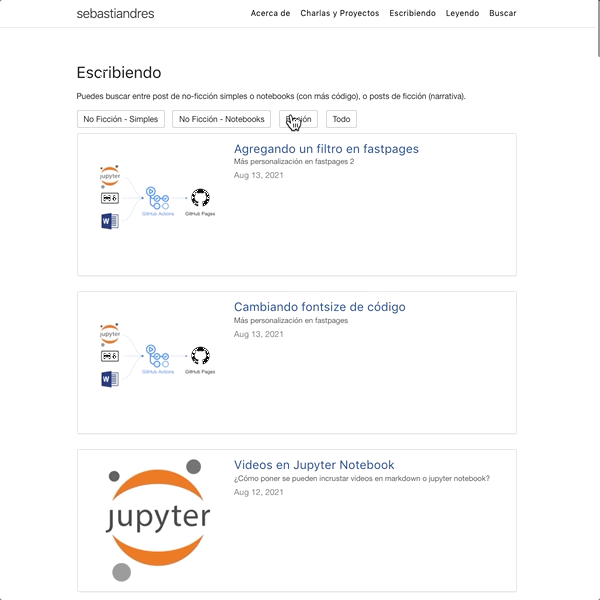 sebastiandres
Acerca de Charlas y Proyectos Escribiendo Leyendo Buscar
Escribiendo
Puedes buscar entre post de no-ficción simples o notebooks (con más código), o posts de ficción (narrativa).
No Ficción - Simples No Ficción - Notebooks Todo
Agregando un filtro en fastpages
Más personalización en fastpages 2
Aug 13, 2021
jupyter
GitHub Actions
GitHub Pages
W
Cambiando fontsize de código
Más personalización en fastpages
Aug 13, 2021
jupyter
GitHub Actions
GitHub Pages
W
Videos en Jupyter Notebook
¿Cómo poner se pueden incrustar videos en markdown o jupyter notebook?
Aug 12, 2021
jupyter